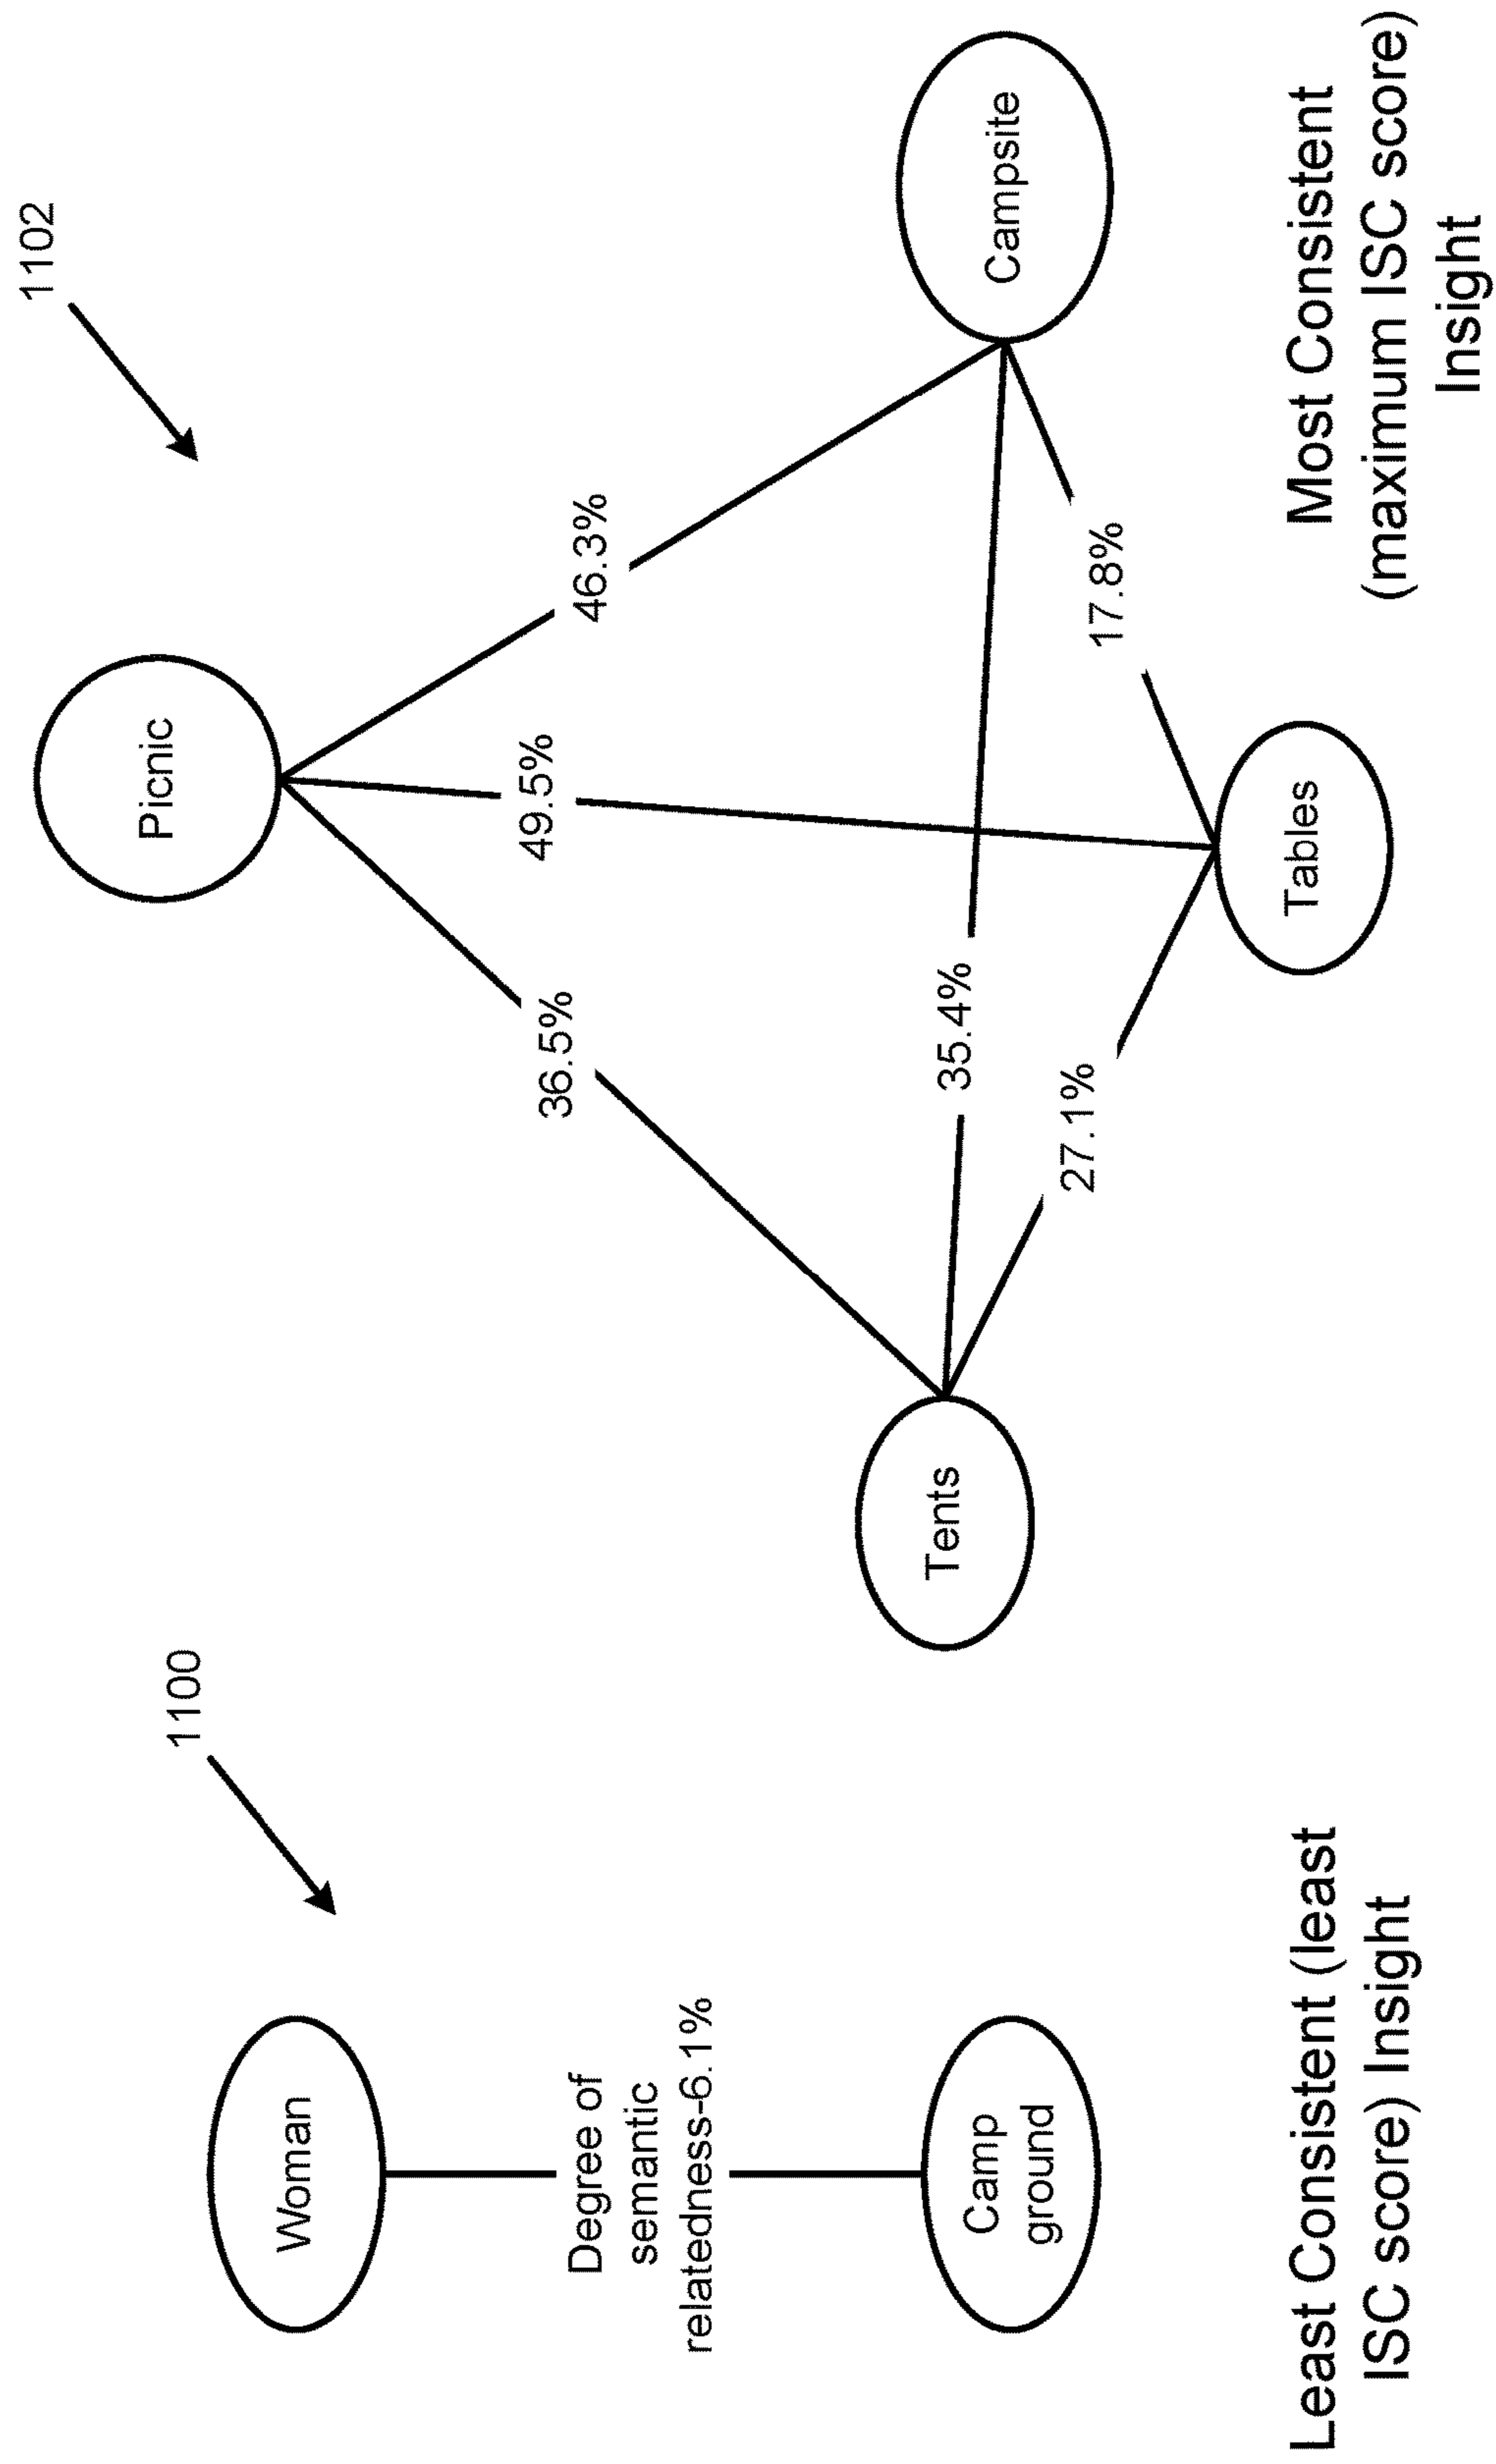 1100
Woman
Degree of
semantic
relatedness-6.1%
Camp
ground
Least Consistent (least
ISC score) Insight
1102
Picnic
36.5%
49.5%
46.3%
Tents
35.4%
Campsite
27.1%
17.8%
Tables
Most Consistent
(maximum ISC score)
Insight